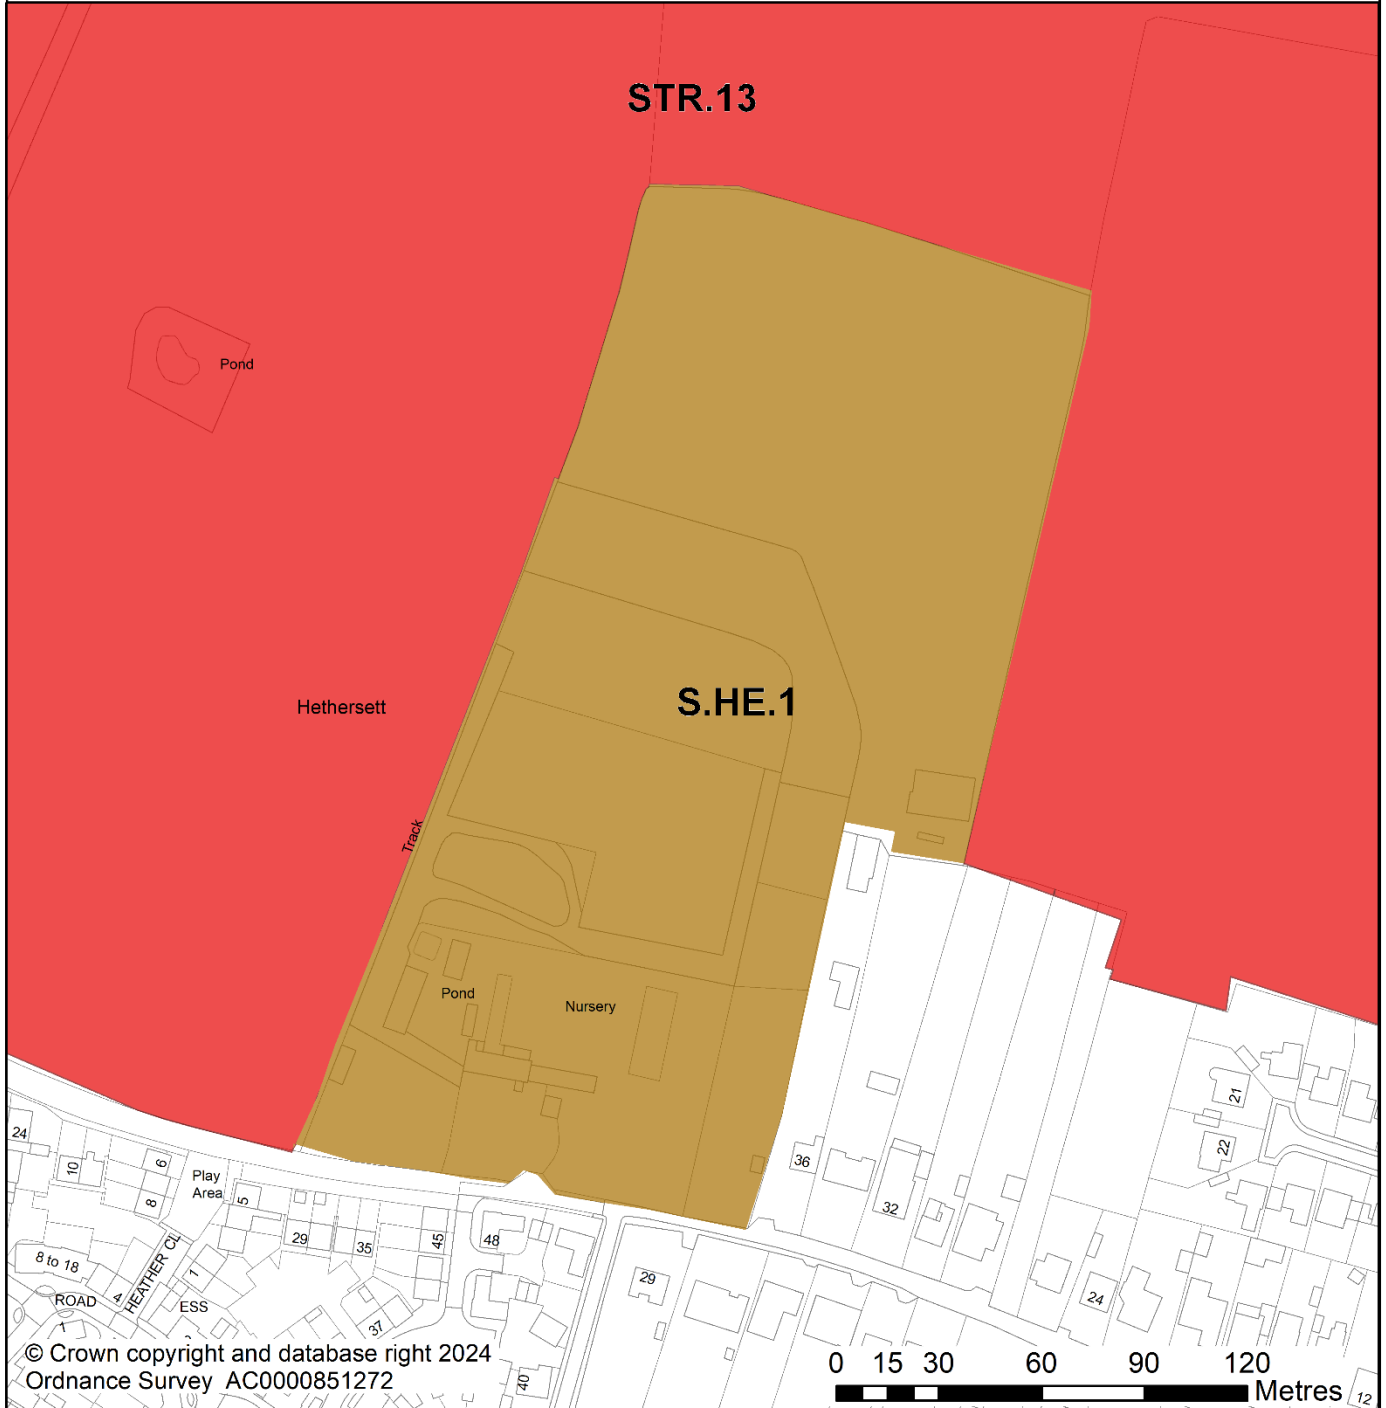 STR.13
Pond
Hethersett
S.HE.1
Track
Pond
Nursery
24
10
6
8
Play
Area
5
29
35
45
48
36
32
21
22
24
29
8 to 18
4
HEATHER CL
1
ROAD
ESS
1
37
40
12
© Crown copyright and database right 2024
Ordnance Survey AC0000851272
0 15 30 60 90 120
Metres